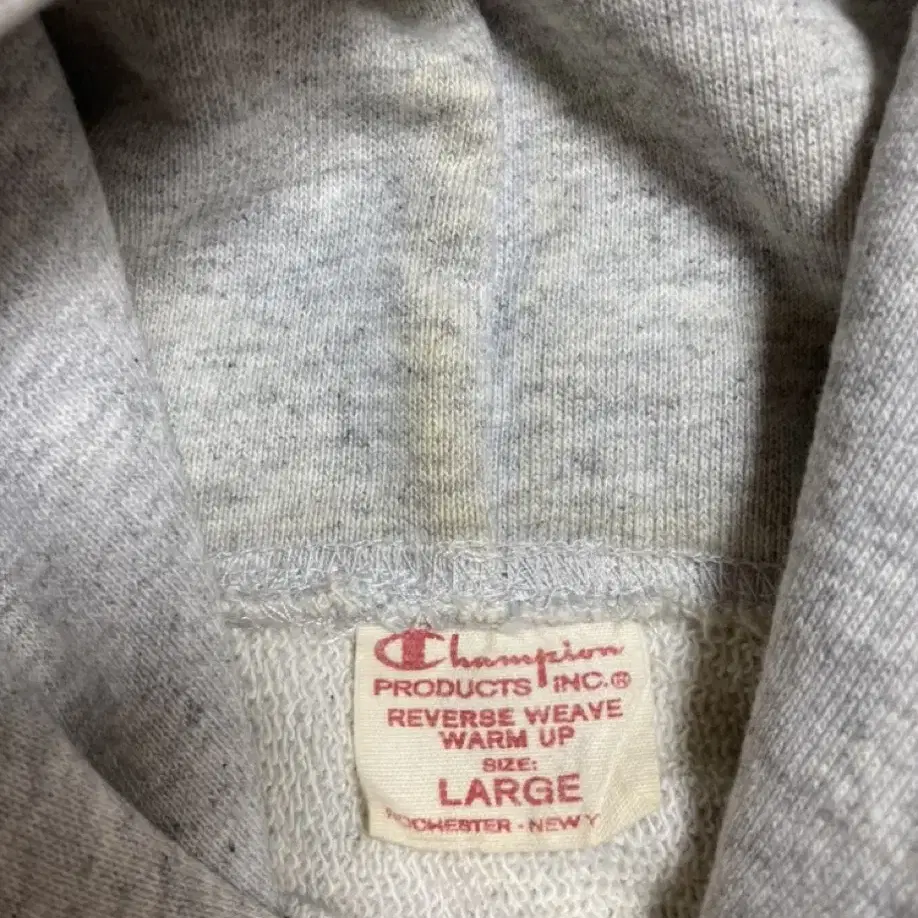 Champion
PRODUCTS INC.®
REVERSE WEAVE
WARM UP
SIZE:
LARGE
ROCHESTER - NEW Y